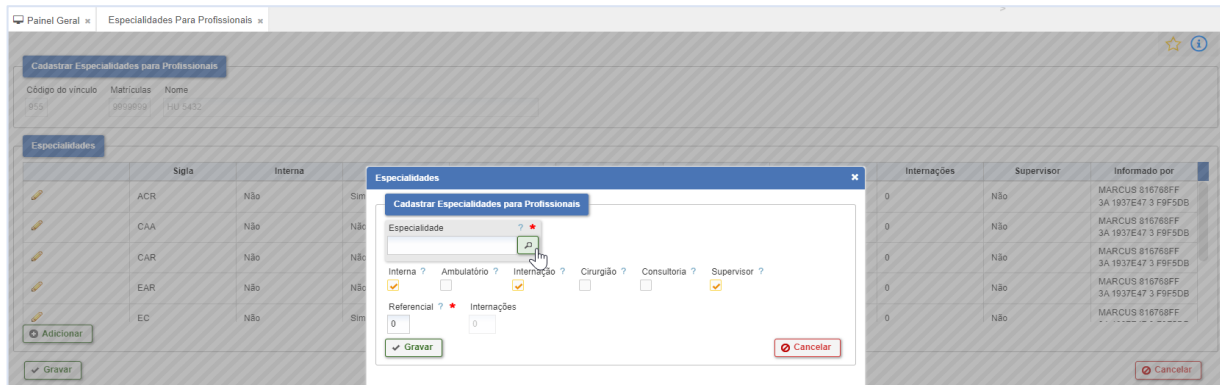 Painel Geral × Especialidades Para Profissionais ×
>
Cadastrar Especialidades para Profissionais
Código do vínculo Matrículas Nome
955 9999999 HU 5432
Especialidades
Sigla Interna Internações Supervisor Informado por
ACR Não Sim 0 Não MARCUS 816768FF
3A 1937E47 3 F9F5DB
CAA Não Não 0 Não MARCUS 816768FF
3A 1937E47 3 F9F5DB
CAR Não Não 0 Não MARCUS 816768FF
3A 1937E47 3 F9F5DB
EAR Não Não 0 Não MARCUS 816768FF
3A 1937E47 3 F9F5DB
EC Não Sim 0 Não MARCUS 816768FF
Adicionar
Gravar Cancelar
Especialidades ×
Cadastrar Especialidades para Profissionais
Especialidade ? *
Interna ? Ambulatório ? Internação ? Cirurgião ? Consultoria ? Supervisor ?
Referencial ? * Internações
0 0
Gravar Cancelar